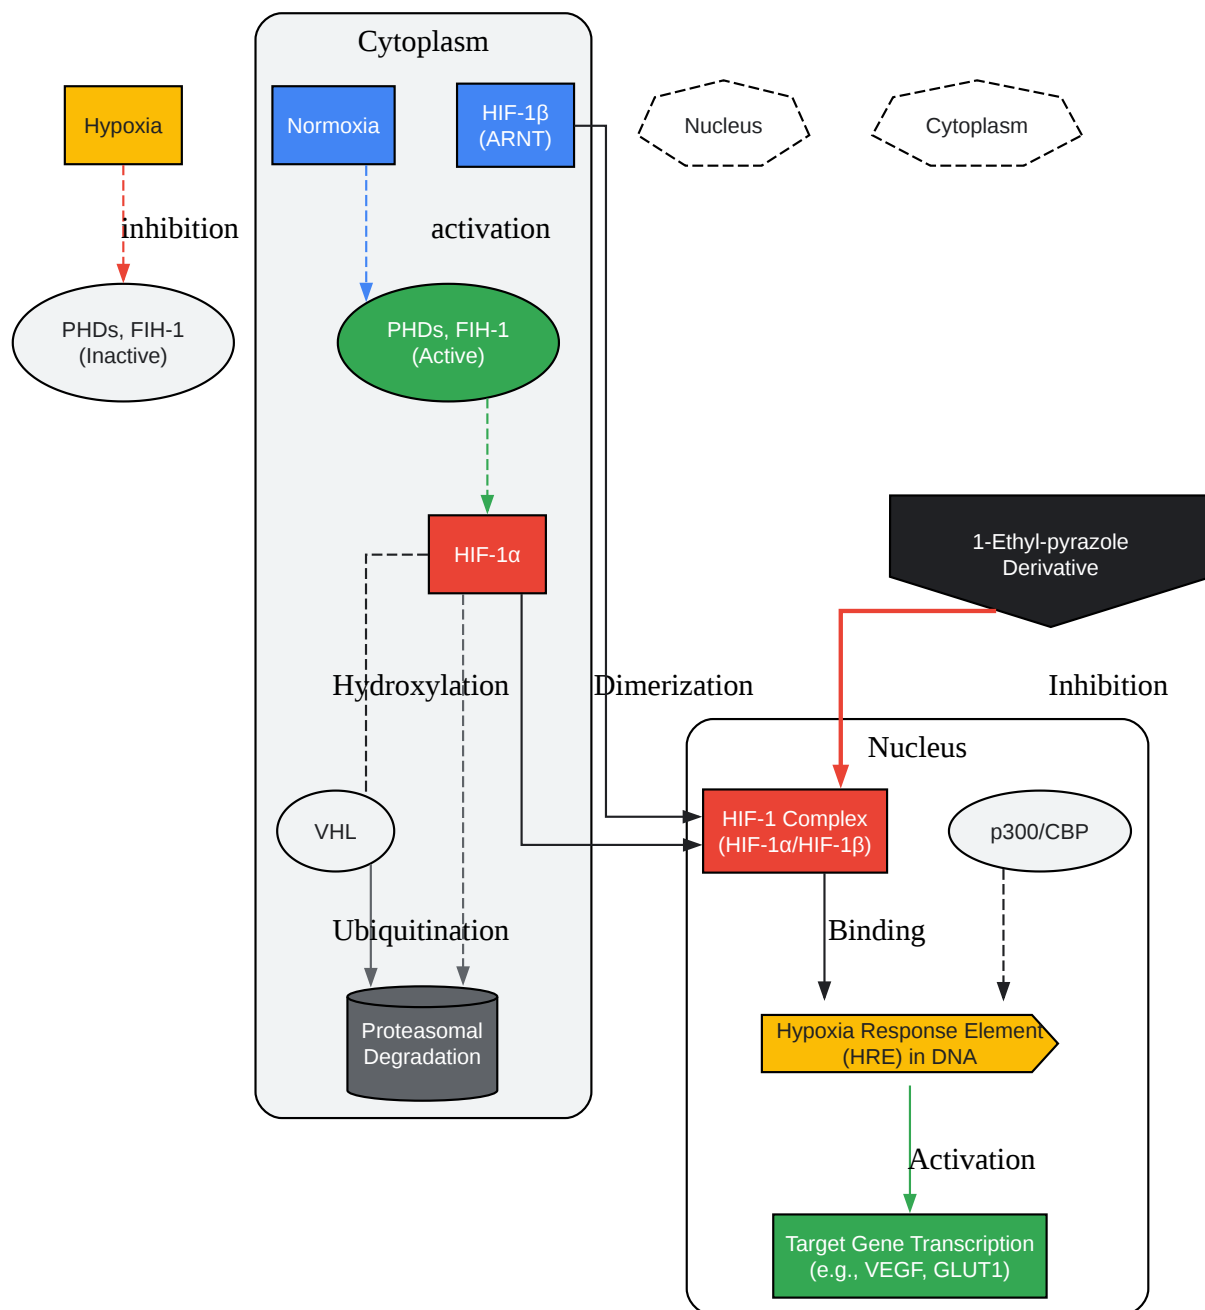 Cytoplasm
Hypoxia
Normoxia
HIF-1β
(ARNT)
Nucleus
Cytoplasm
inhibition
activation
PHDs, FIH-1
(Inactive)
PHDs, FIH-1
(Active)
HIF-1α
1-Ethyl-pyrazole
Derivative
Hydroxylation
Dimerization
Inhibition
Nucleus
VHL
HIF-1 Complex
(HIF-1α/HIF-1β)
p300/CBP
Ubiquitination
Binding
Proteasomal
Degradation
Hypoxia Response Element
(HRE) in DNA
Activation
Target Gene Transcription
(e.g., VEGF, GLUT1)